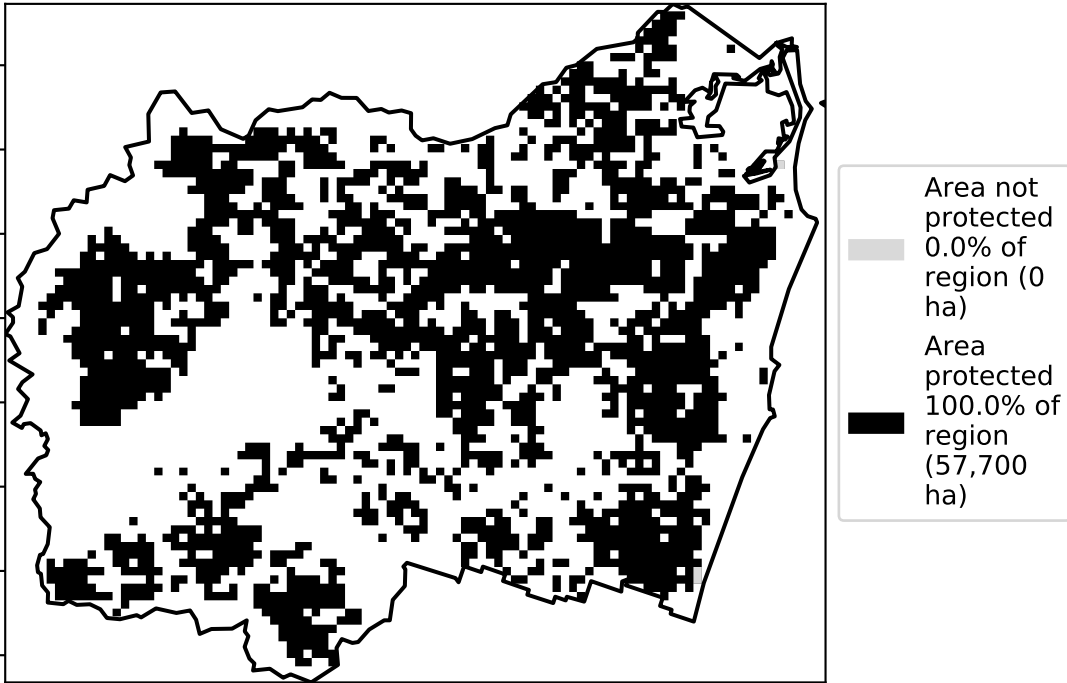 Area not
protected
0.0% of
region (0
ha)
Area
protected
100.0% of
region
(57,700
ha)